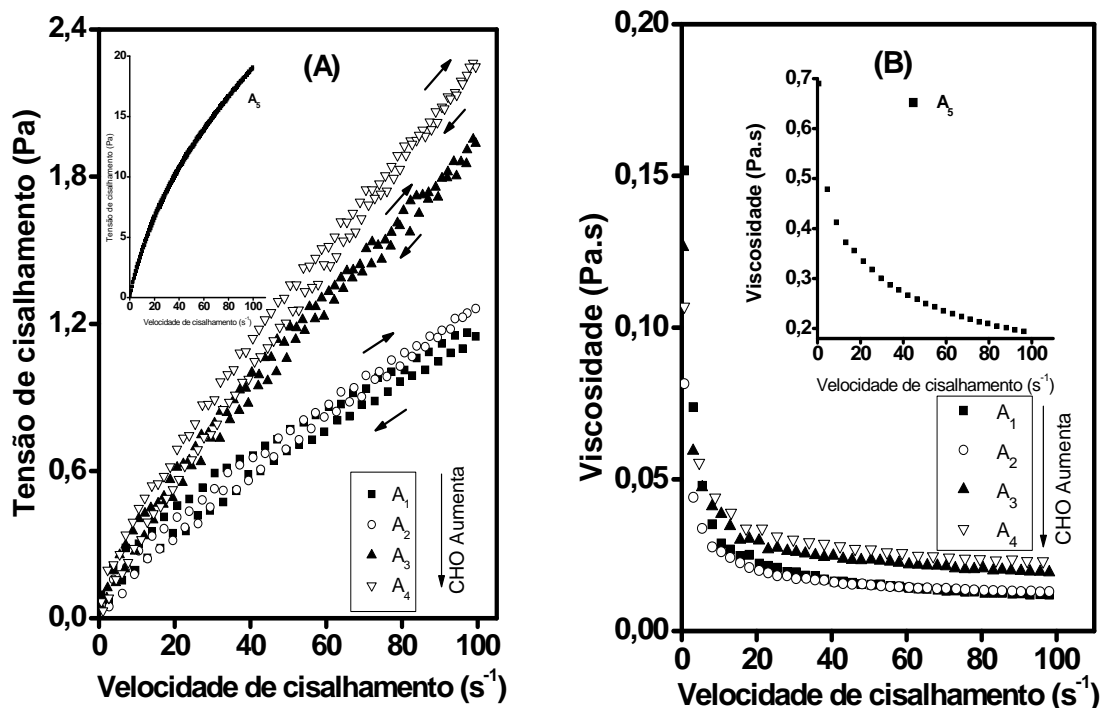 (A)
Tensão de cisalhamento (Pa)
2,4
1,8
1,2
0,6
0,0
0
20
40
60
80
100
Velocidade de cisalhamento (s-1)
Tensão de cisalhamento (Pa)
20
15
10
5
0
0
20
40
60
80
100
Velocidade de cisalhamento (s-1)
A5
A1
A2
A3
A4
CHO Aumenta
(B)
Viscosidade (Pa.s)
0,20
0,15
0,10
0,05
0,00
0
20
40
60
80
100
Velocidade de cisalhamento (s-1)
Viscosidade (Pa.s)
0,7
0,6
0,5
0,4
0,3
0,2
0
20
40
60
80
100
Velocidade de cisalhamento (s-1)
A5
A1
A2
A3
A4
CHO Aumenta